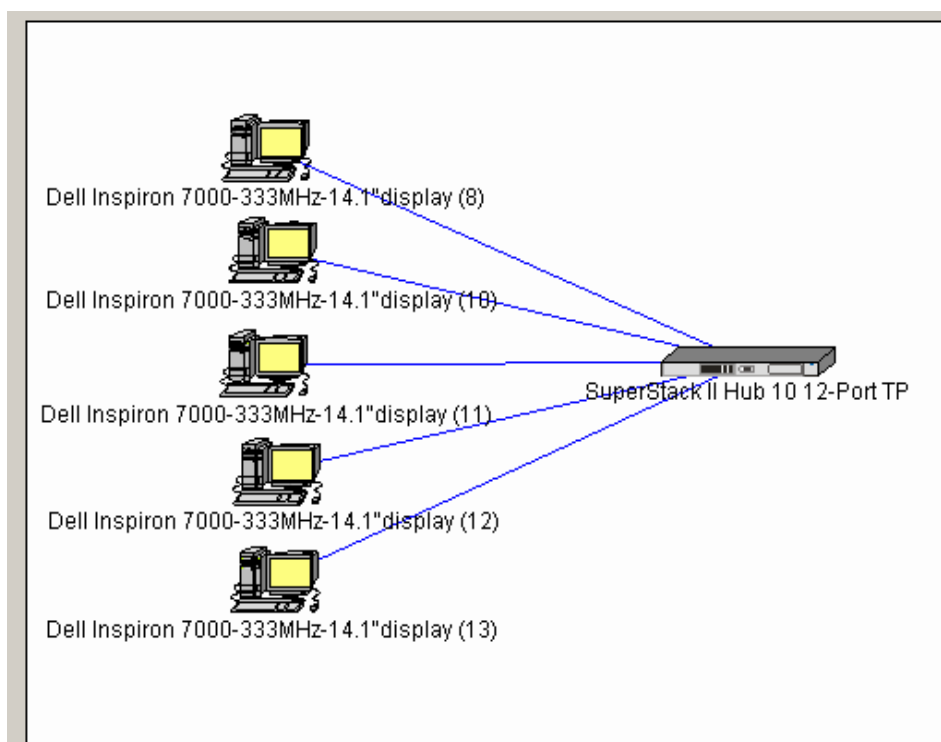 Dell Inspiron 7000-333MHz-14.1"display (8)
Dell Inspiron 7000-333MHz-14.1"display (10)
Dell Inspiron 7000-333MHz-14.1"display (11)
SuperStack II Hub 10 12-Port TP
Dell Inspiron 7000-333MHz-14.1"display (12)
Dell Inspiron 7000-333MHz-14.1"display (13)